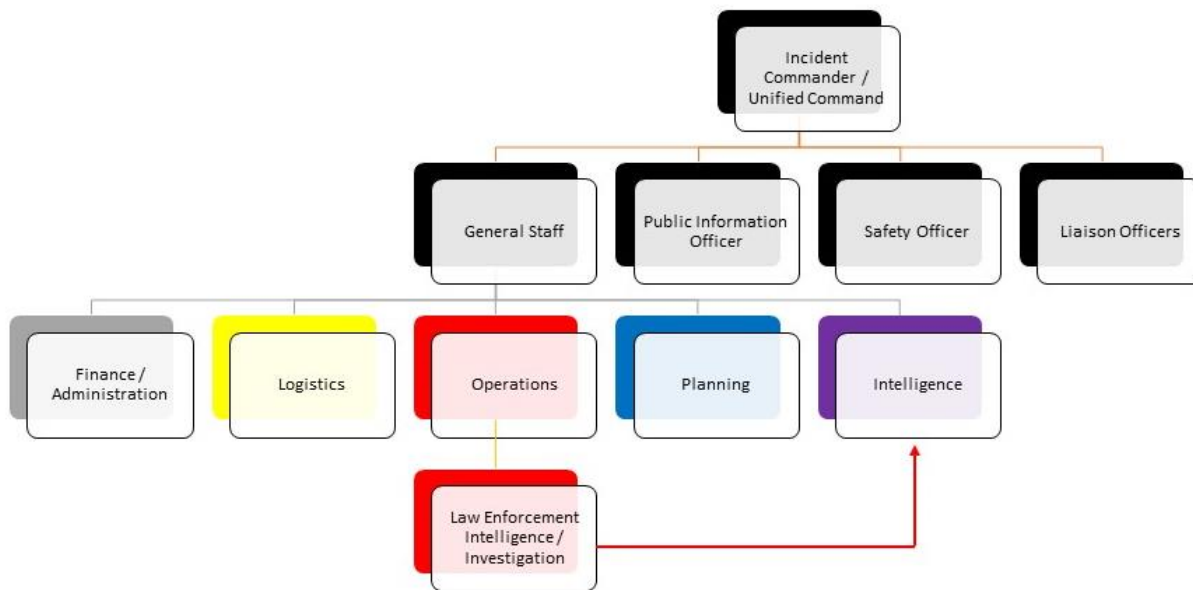 Incident
Commander /
Unified Command
General Staff
Public Information
Officer
Safety Officer
Liaison Officers
Finance /
Administration
Logistics
Operations
Planning
Intelligence
Law Enforcement
Intelligence /
Investigation